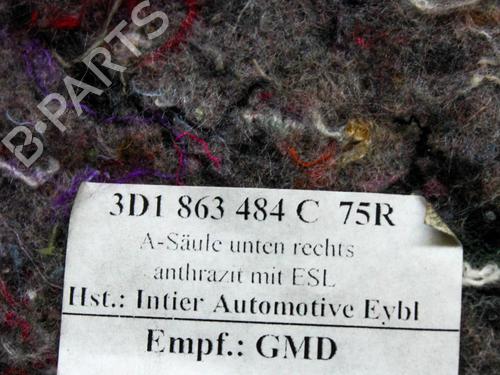 B-PARTS
3D1 863 484 C 75R
A-Säule unten rechts
anthrazit mit ESL
Hst.: Intier Automotive Eybl
Empf.: GMD